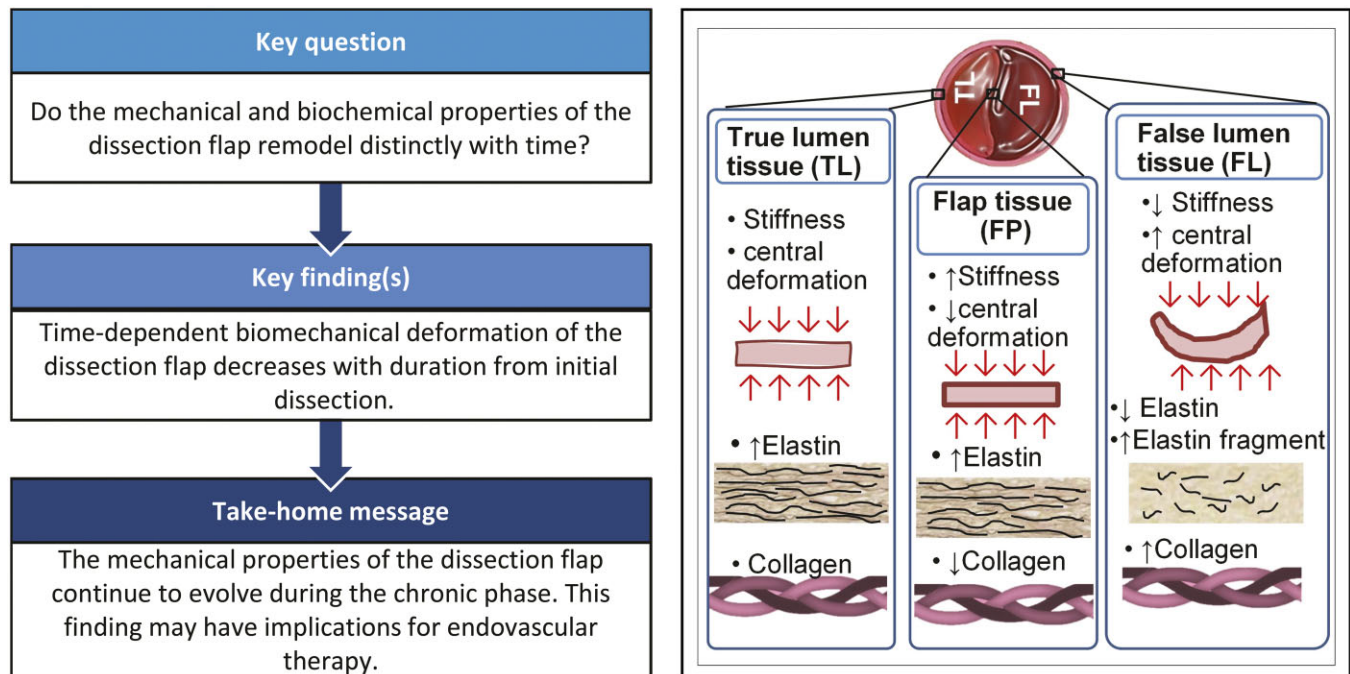 Key question
Do the mechanical and biochemical properties of the
dissection flap remodel distinctly with time?
Key finding(s)
Time-dependent biomechanical deformation of the
dissection flap decreases with duration from initial
dissection.
Take-home message
The mechanical properties of the dissection flap
continue to evolve during the chronic phase. This
finding may have implications for endovascular
therapy.
TL
FL
True lumen
tissue (TL)
• Stiffness
• central
deformation
• ↑Elastin
• Collagen
Flap tissue
(FP)
• ↑Stiffness
• ↓central
deformation
• ↑Elastin
• ↓Collagen
False lumen
tissue (FL)
•↓ Stiffness
•↑ central
deformation
•↓ Elastin
•↑Elastin fragment
• ↑Collagen